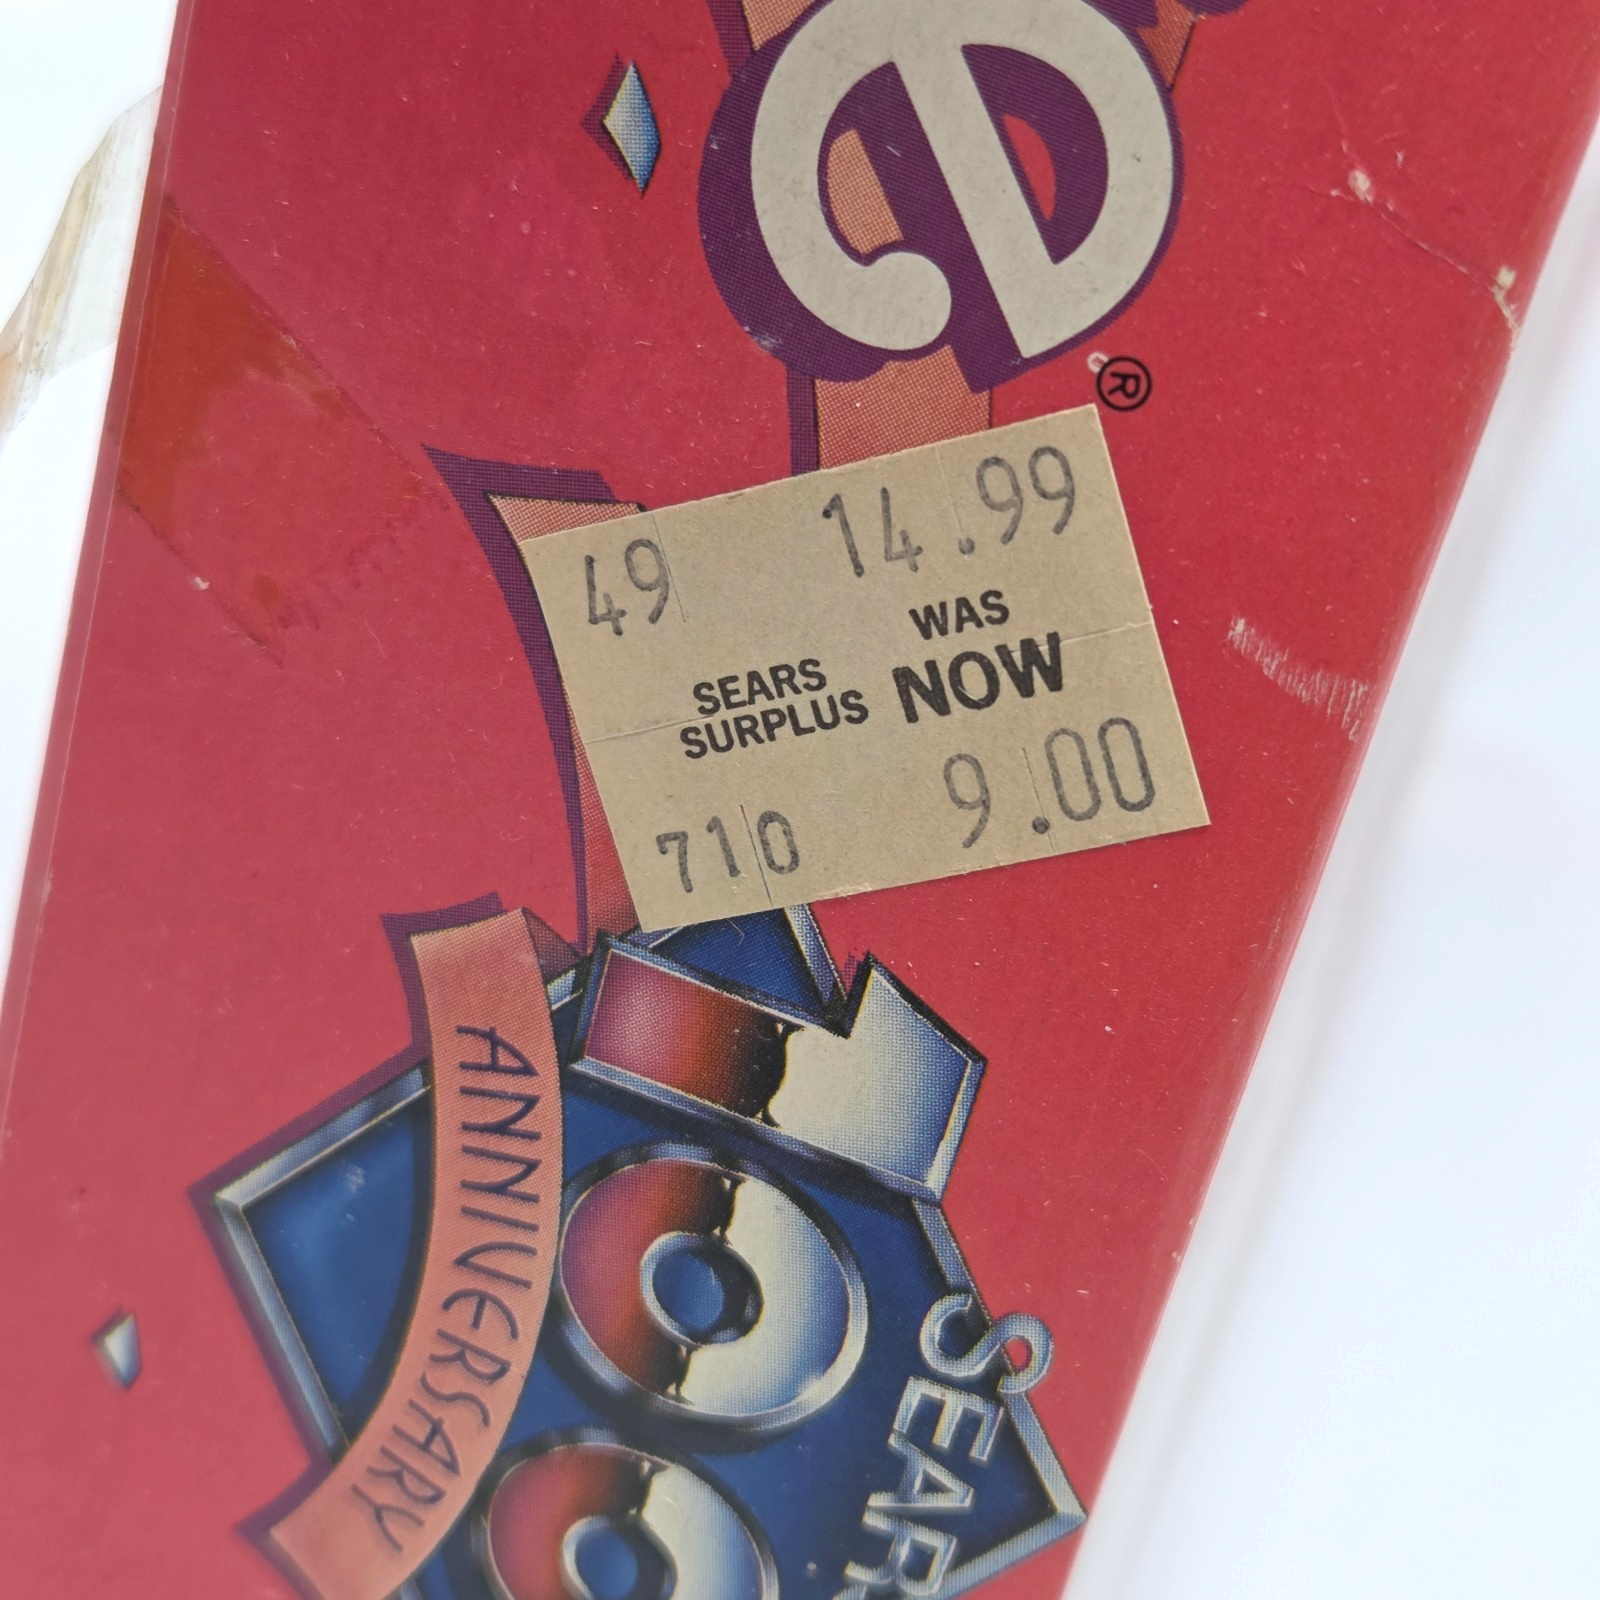 ®
49 14.99
WAS
SEARS
SURPLUS NOW
710 9.00
ANNIVERSARY
SEARS